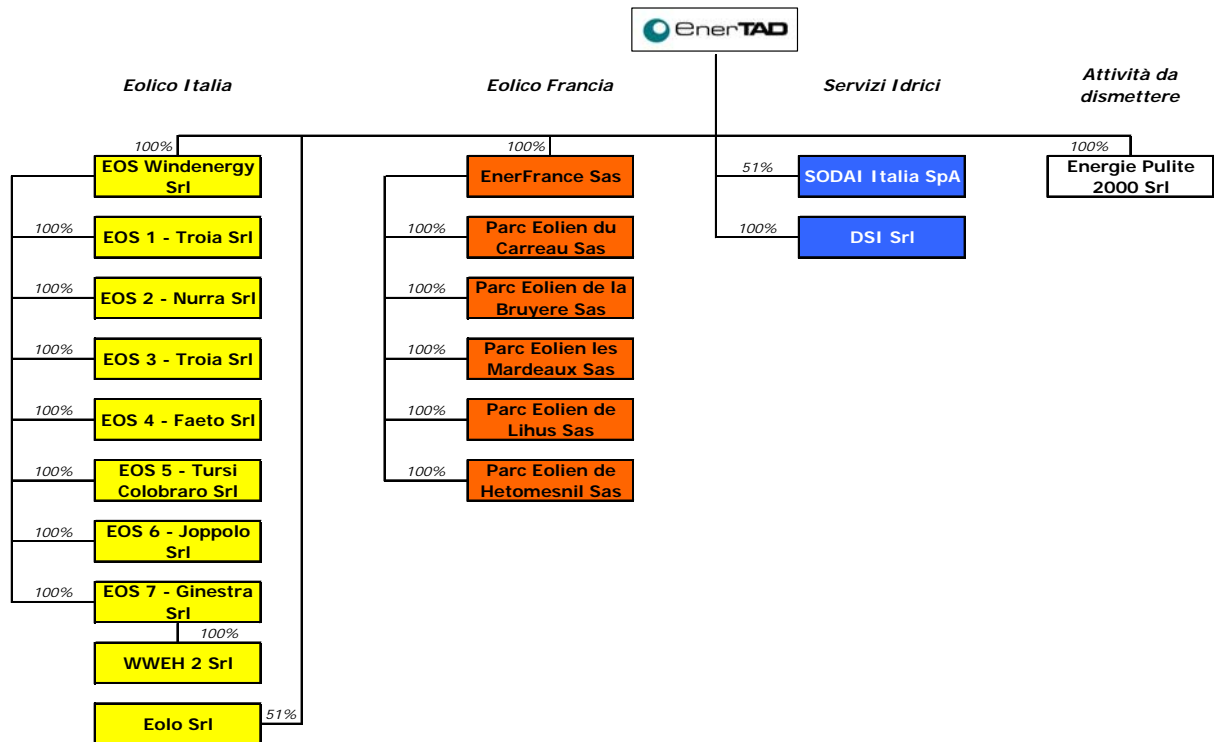 enerTAD
Eolico Italia
Eolico Francia
Servizi Idrici
Attività da
dismettere
100%
EOS Windenergy
Srl
100%
EOS 1 - Troia Srl
100%
EOS 2 - Nurra Srl
100%
EOS 3 - Troia Srl
100%
EOS 4 - Faeto Srl
100%
EOS 5 - Tursi
Colobraro Srl
100%
EOS 6 - Joppolo
Srl
100%
EOS 7 - Ginestra
Srl
100%
WWEH 2 Srl
Eolo Srl
51%
100%
EnerFrance Sas
100%
Parc Eolien du
Carreau Sas
100%
Parc Eolien de la
Bruyere Sas
100%
Parc Eolien les
Mardeaux Sas
100%
Parc Eolien de
Lihus Sas
100%
Parc Eolien de
Hetomesnil Sas
51%
SODAI Italia SpA
100%
DSI Srl
100%
Energie Pulite
2000 Srl